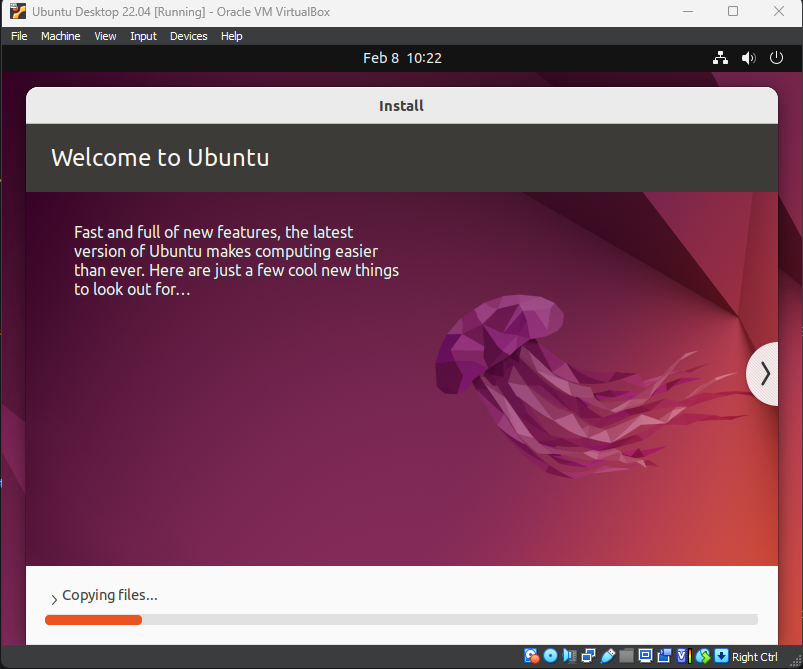 Ubuntu Desktop 22.04 [Running] - Oracle VM VirtualBox
File Machine View Input Devices Help
Feb 8 10:22
Install
Welcome to Ubuntu
Fast and full of new features, the latest
version of Ubuntu makes computing easier
than ever. Here are just a few cool new things
to look out for…
Copying files…
Right Ctrl